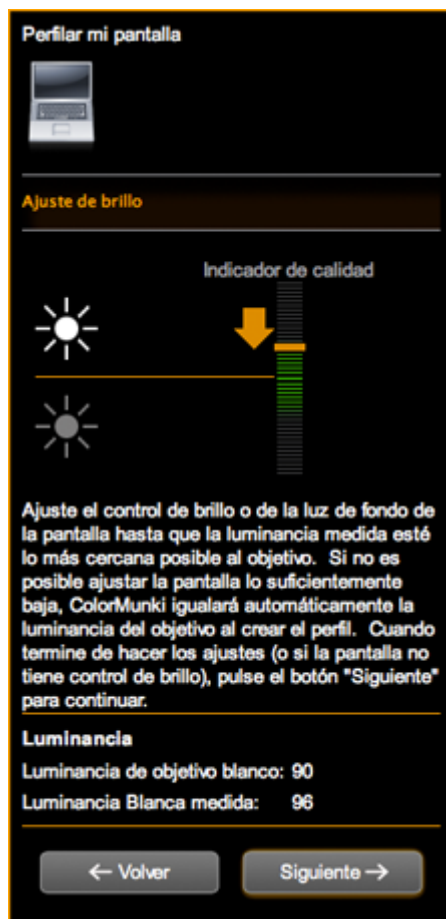 Perfilar mi pantalla
Ajuste de brillo
Indicador de calidad
Ajuste el control de brillo o de la luz de fondo de
la pantalla hasta que la luminancia medida esté
lo más cercana posible al objetivo. Si no es
posible ajustar la pantalla lo suficientemente
baja, ColorMunki igualará automáticamente la
luminancia del objetivo al crear el perfil. Cuando
termine de hacer los ajustes (o si la pantalla no
tiene control de brillo), pulse el botón "Siguiente"
para continuar.
Luminancia
Luminancia de objetivo blanco: 90
Luminancia Blanca medida: 96
← Volver
Siguiente →